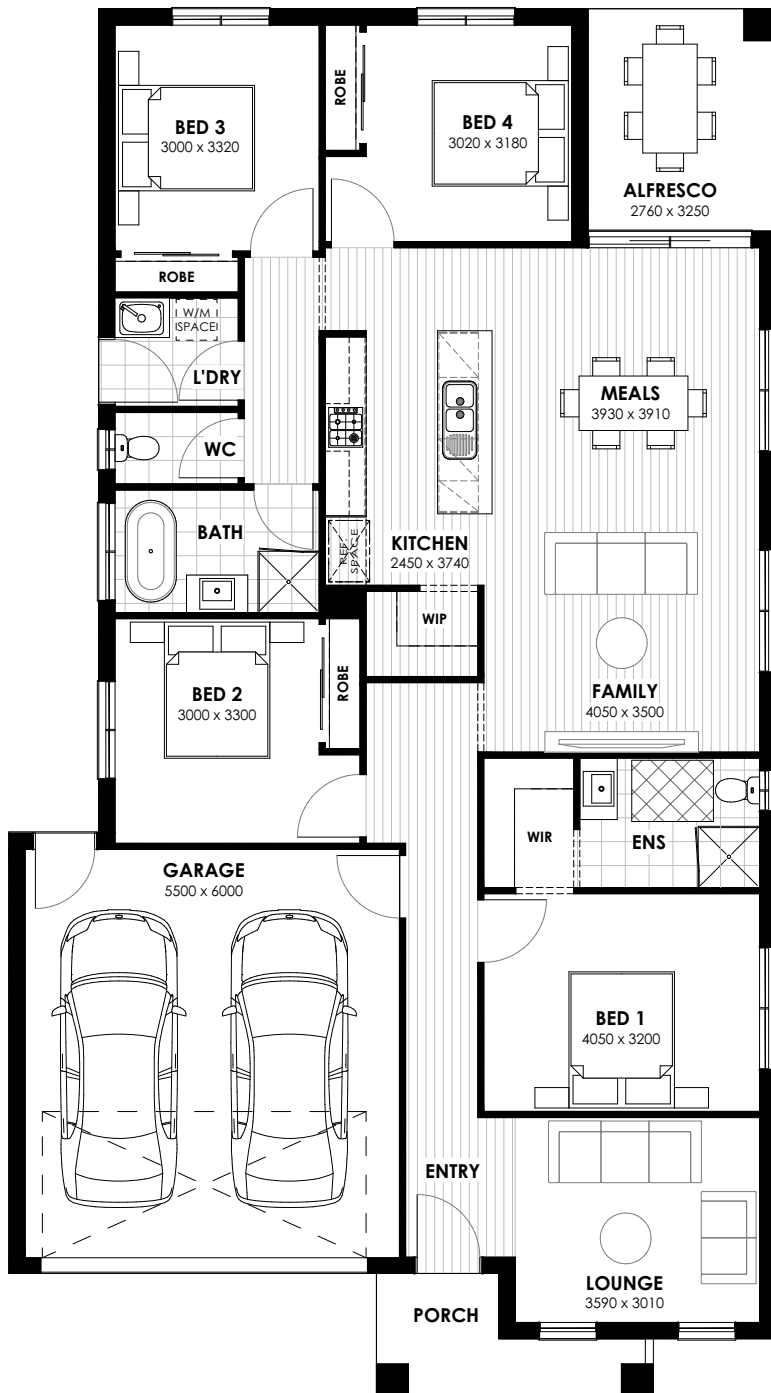 ROBE
BED 3
3000 x 3320
BED 4
3020 x 3180
ALFRESCO
2760 x 3250
ROBE
W/M
SPACE
L'DRY
MEALS
3930 x 3910
WC
BATH
REF
SPACE
KITCHEN
2450 x 3740
WIP
ROBE
BED 2
3000 x 3300
FAMILY
4050 x 3500
WIR
ENS
GARAGE
5500 x 6000
BED 1
4050 x 3200
ENTRY
LOUNGE
3590 x 3010
PORCH